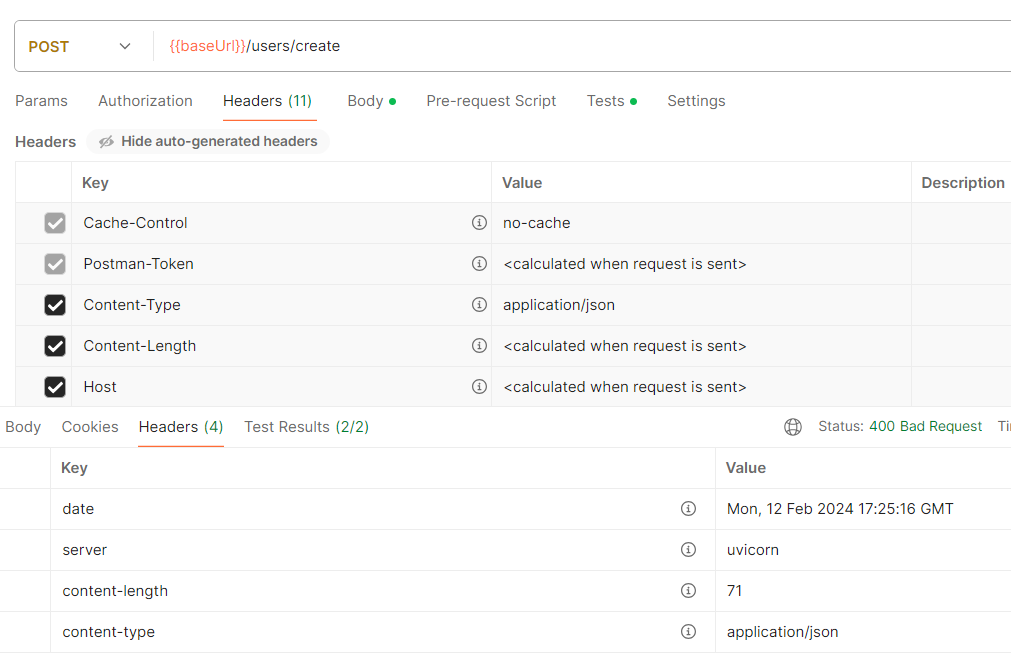 POST {{baseUrl}}/users/create
Params Authorization Headers (11) Body Pre-request Script Tests Settings
Headers Hide auto-generated headers
Key Value Description
Cache-Control no-cache
Postman-Token <calculated when request is sent>
Content-Type application/json
Content-Length <calculated when request is sent>
Host <calculated when request is sent>
Body Cookies Headers (4) Test Results (2/2) Status: 400 Bad Request
Key Value
date Mon, 12 Feb 2024 17:25:16 GMT
server uvicorn
content-length 71
content-type application/json